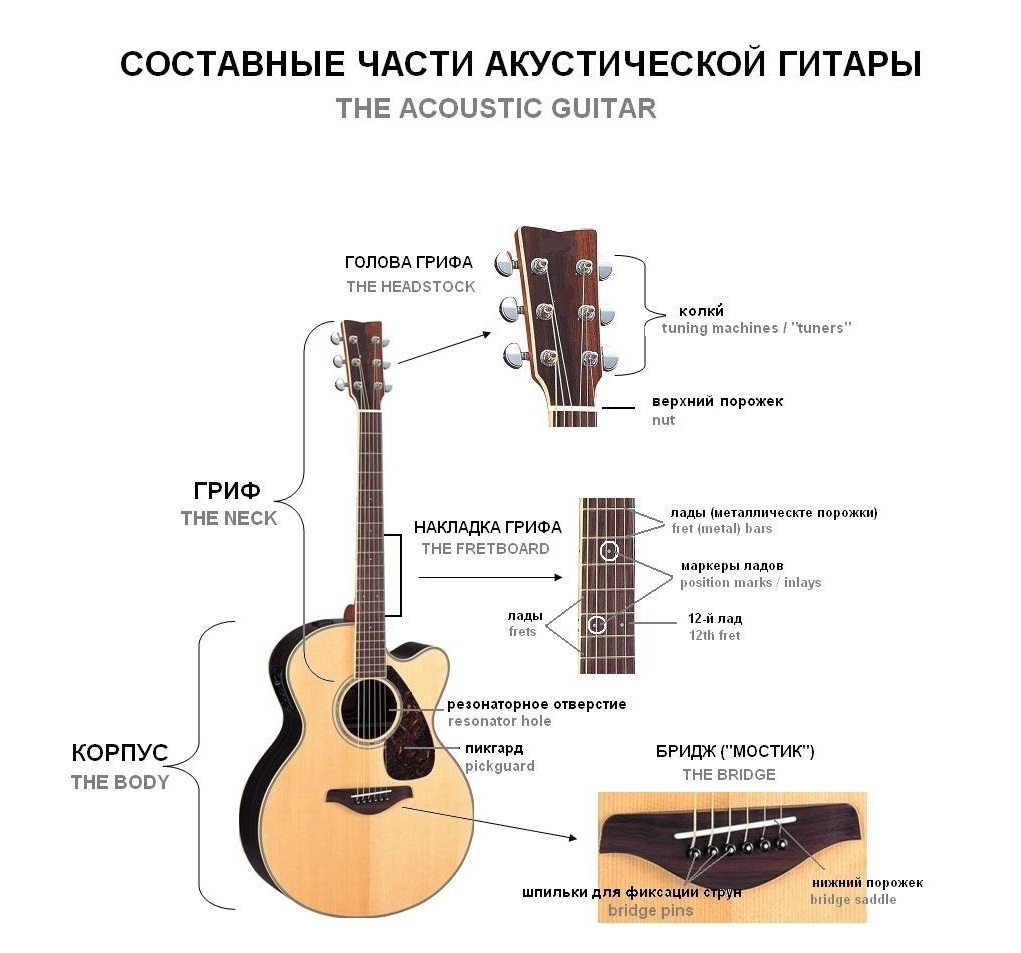 СОСТАВНЫЕ ЧАСТИ АКУСТИЧЕСКОЙ ГИТАРЫ
THE ACOUSTIC GUITAR
ГОЛОВА ГРИФА
THE HEADSTOCK
колкѝ
tuning machines / "tuners"
верхний порожек
nut
ГРИФ
THE NECK
НАКЛАДКА ГРИФА
THE FRETBOARD
лады (металлическте порожки)
fret (metal) bars
маркеры ладов
position marks / inlays
лады
frets
12-й лад
12th fret
резонаторное отверстие
resonator hole
пикгард
pickguard
КОРПУС
THE BODY
БРИДЖ ("МОСТИК")
THE BRIDGE
шпильки для фиксации струн
bridge pins
нижний порожек
bridge saddle